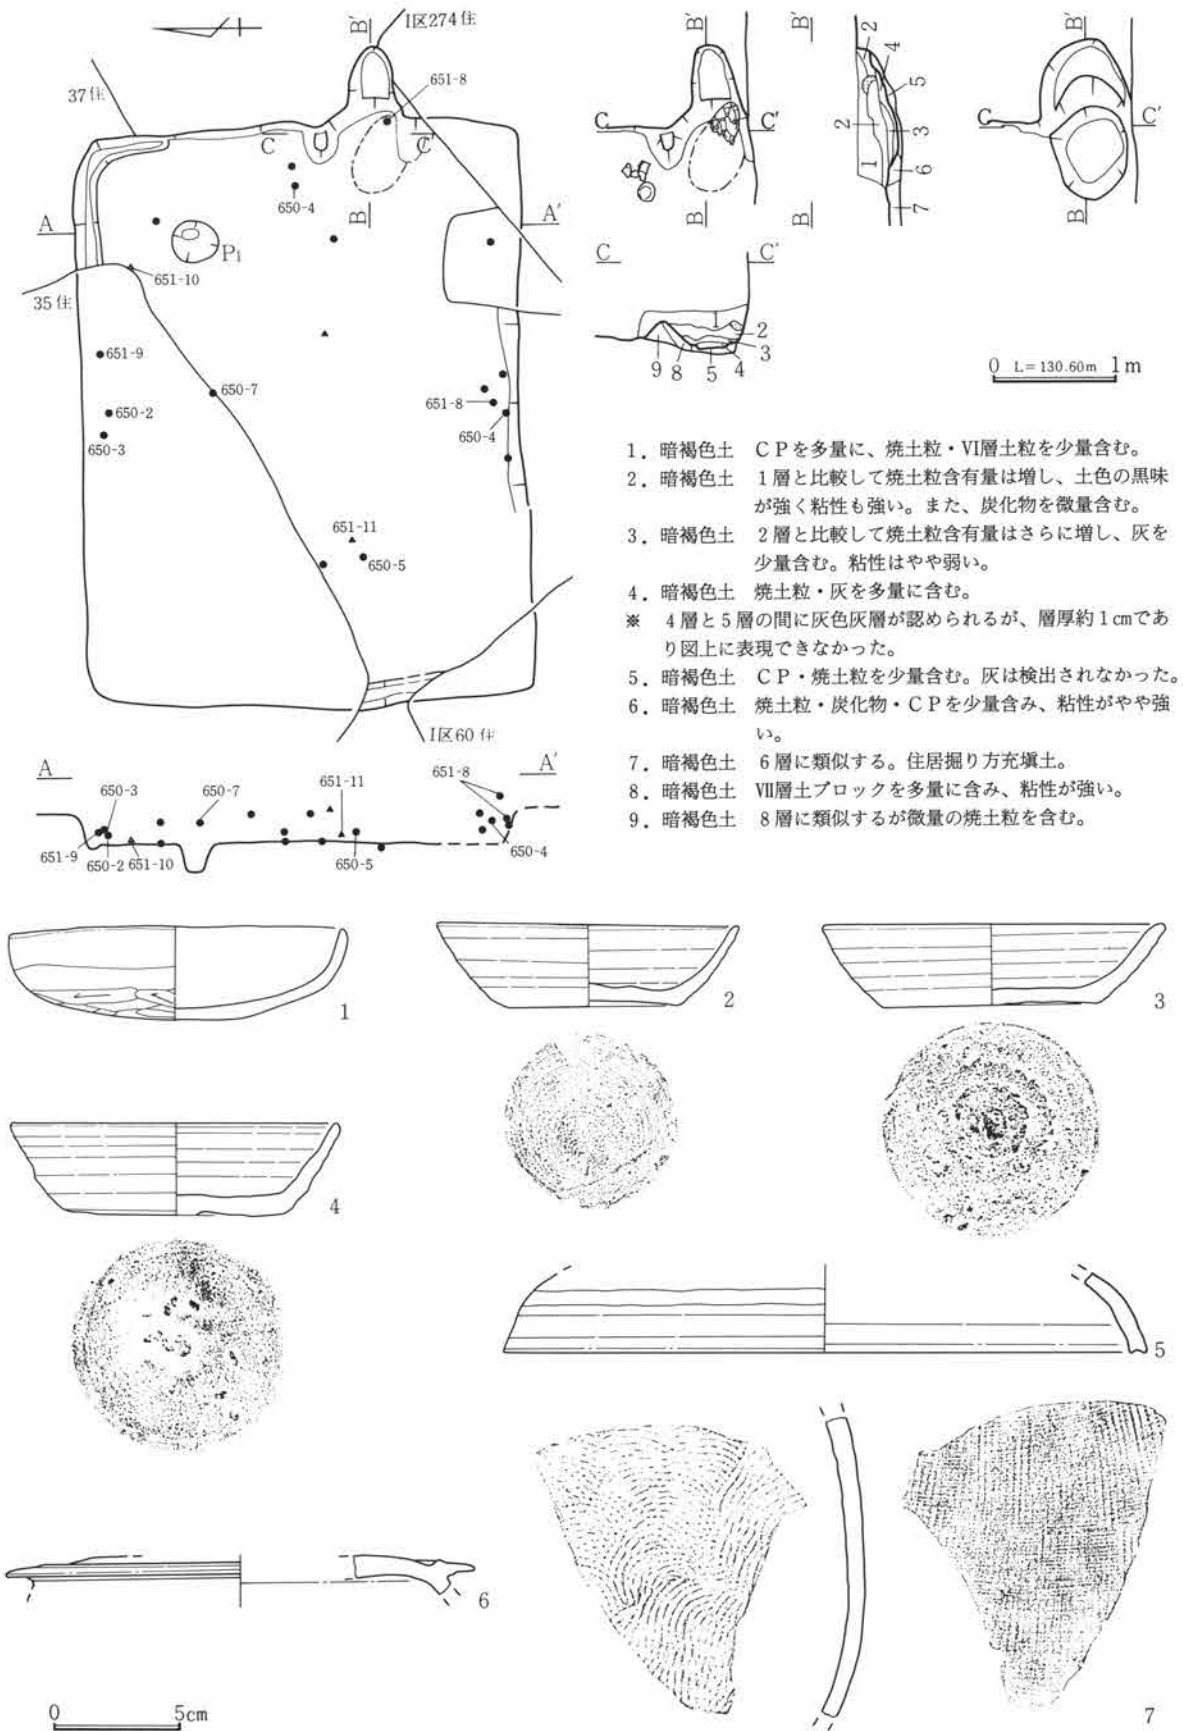 I区274住
B'
37住
651-8
C
C'
650-4
B
A
A'
P1
651-10
35住
651-9
650-7
650-2
651-8
650-3
650-4
651-11
650-5
I区60住
B'
C
C'
B
B'
B
2
4
5
2
3
1
6
7
B'
C
C'
B
C
C'
1
2
3
9 8 5 4
0 L=130.60m 1m
1. 暗褐色土 CPを多量に、焼土粒・Ⅵ層土粒を少量含む。
2. 暗褐色土 1層と比較して焼土粒含有量は増し、土色の黒味
が強く粘性も強い。また、炭化物を微量含む。
3. 暗褐色土 2層と比較して焼土粒含有量はさらに増し、灰を
少量含む。粘性はやや弱い。
4. 暗褐色土 焼土粒・灰を多量に含む。
※ 4層と5層の間に灰色灰層が認められるが、層厚約1cmであ
り図上に表現できなかった。
5. 暗褐色土 CP・焼土粒を少量含む。灰は検出されなかった。
6. 暗褐色土 焼土粒・炭化物・CPを少量含み、粘性がやや強
い。
7. 暗褐色土 6層に類似する。住居掘り方充塡土。
8. 暗褐色土 Ⅶ層土ブロックを多量に含み、粘性が強い。
9. 暗褐色土 8層に類似するが微量の焼土粒を含む。
A
A'
650-3
650-7
651-11
651-8
651-9
650-2
651-10
650-5
650-4
1
2
3
4
5
6
7
0 5cm